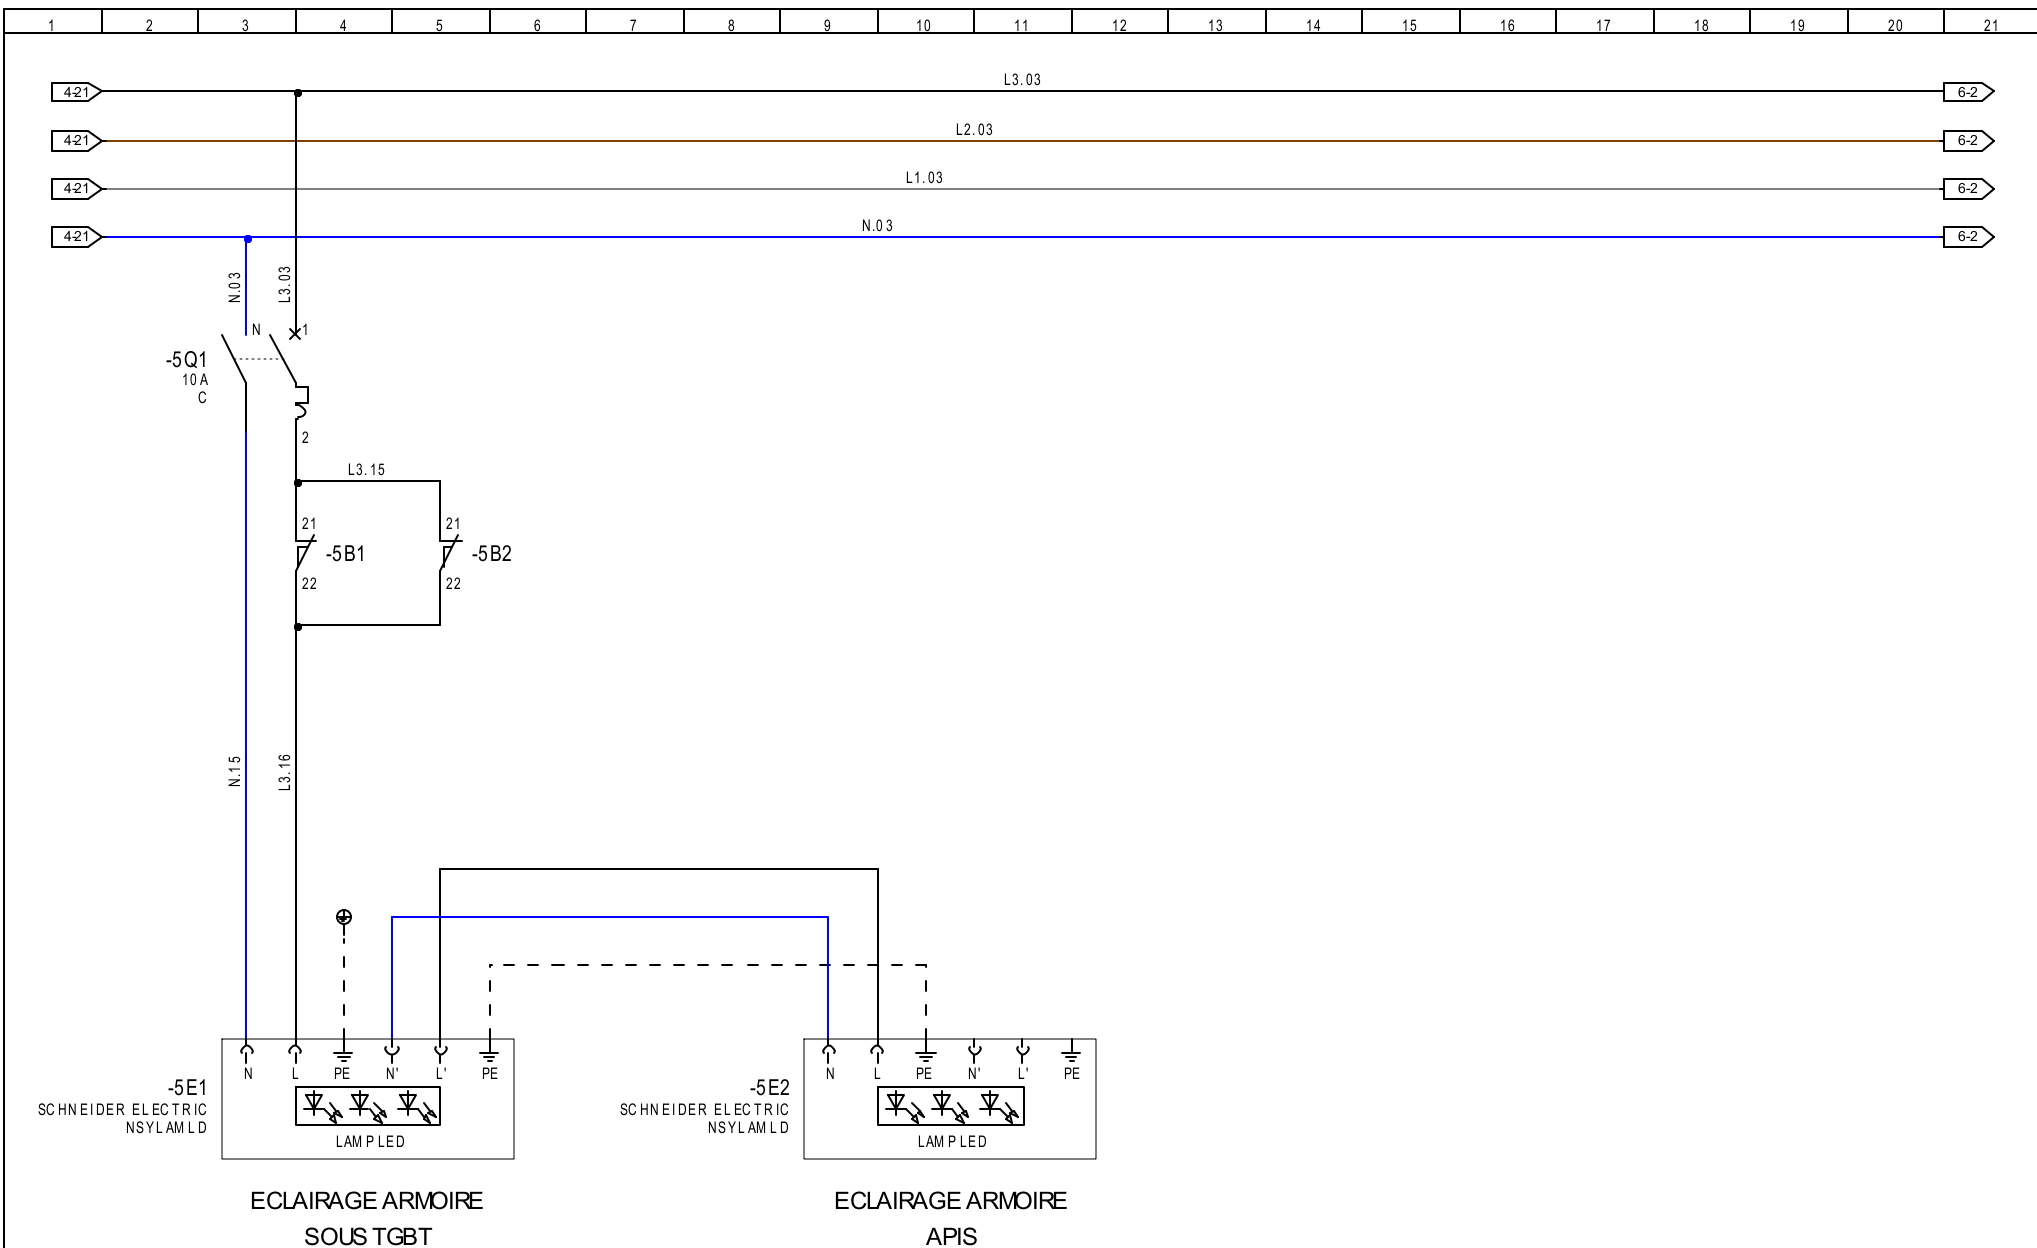 1 2 3 4 5 6 7 8 9 10 11 12 13 14 15 16 17 18 19 20 21
L3.03
4-21 6-2
L2.03
4-21 6-2
L1.03
4-21 6-2
N.03
4-21 6-2
N.03 L3.03
N 1
-5Q1
10A
C
2
L3.15
21 21
-5B1 -5B2
22 22
N.15 L3.16
N L PE N' L' PE N L PE N' L' PE
-5E1 -5E2
SCHNEIDER ELECTRIC SCHNEIDER ELECTRIC
NSYLAMLD NSYLAMLD
LAMP LED LAMP LED
ECLAIRAGE ARMOIRE ECLAIRAGE ARMOIRE
SOUS TGBT APIS